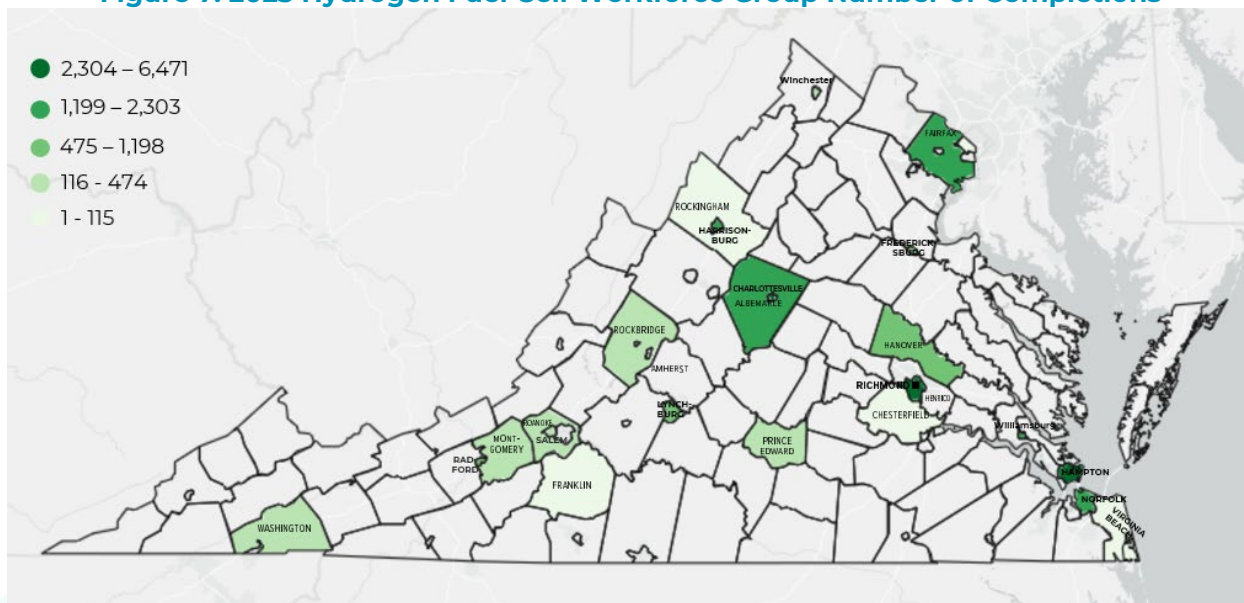 Figure 7. 2023 Hydrogen Fuel Cell Workforce Group Number of Completions
2,304 – 6,471
1,199 – 2,303
475 – 1,198
116 - 474
1 - 115
Winchester
FAIRFAX
ROCKINGHAM
HARRISON-
BURG
FREDERICK-
SBURG
CHARLOTTESVILLE
ALBEMARLE
ROCKBRIDGE
HANOVER
AMHERST
RICHMOND
HENRICO
CHESTERFIELD
LYNCH-
BURG
ROANOKE
SALEM
MONT-
GOMERY
RAD-
FORD
PRINCE
EDWARD
Williamsburg
FRANKLIN
HAMPTON
NORFOLK
VIRGINIA
BEACH
WASHINGTON